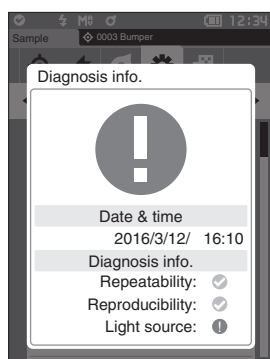 12:34
Sample
0003 Bumper
Diagnosis info.
Date & time
2016/3/12/ 16:10
Diagnosis info.
Repeatability:
Reproducibility:
Light source: